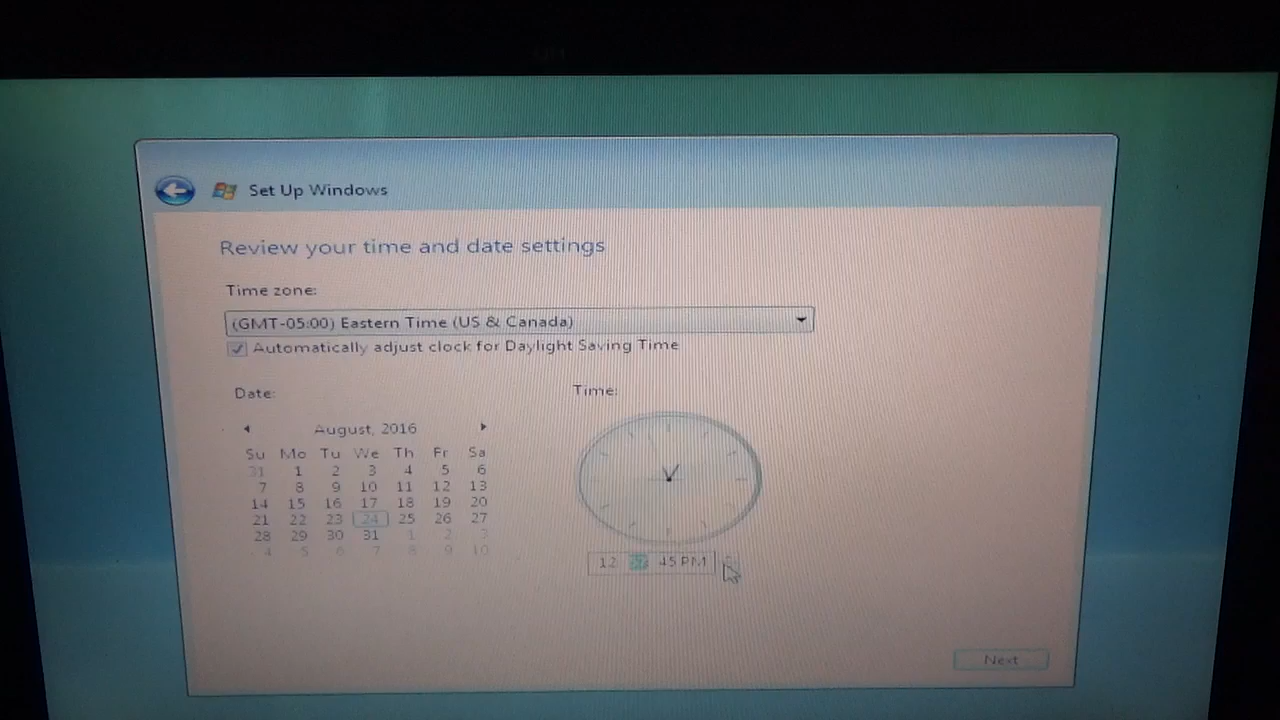 Set Up Windows
Review your time and date settings
Time zone:
(GMT-05:00) Eastern Time (US & Canada)
Automatically adjust clock for Daylight Saving Time
Date:
Time:
August, 2016
Su Mo Tu We Th Fr Sa
31 1 2 3 4 5 6
7 8 9 10 11 12 13
14 15 16 17 18 19 20
21 22 23 24 25 26 27
28 29 30 31 1 2 3
4 5 6 7 8 9 10
12 45 PM
Next